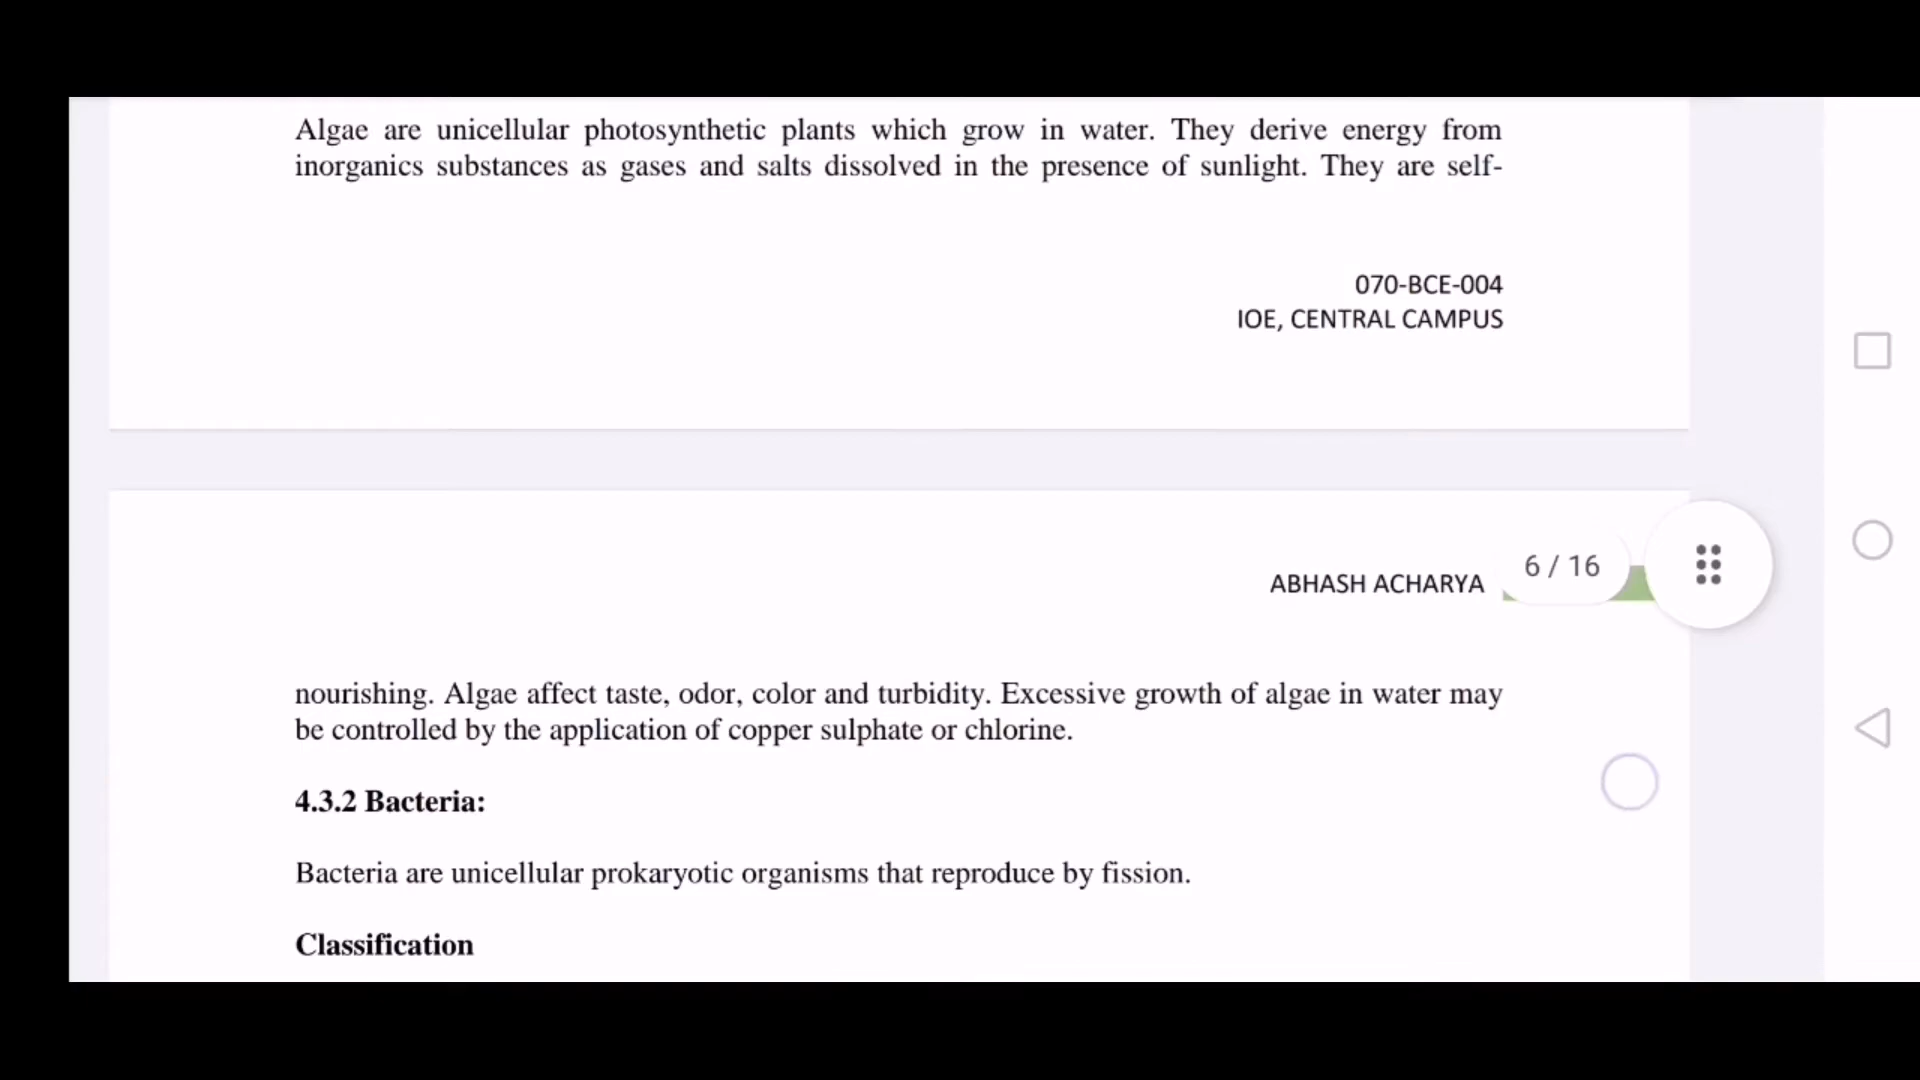 Algae are unicellular photosynthetic plants which grow in water. They derive energy from
inorganics substances as gases and salts dissolved in the presence of sunlight. They are self-
070-BCE-004
IOE, CENTRAL CAMPUS
ABHASH ACHARYA
6 / 16
nourishing. Algae affect taste, odor, color and turbidity. Excessive growth of algae in water may
be controlled by the application of copper sulphate or chlorine.
4.3.2 Bacteria:
Bacteria are unicellular prokaryotic organisms that reproduce by fission.
Classification